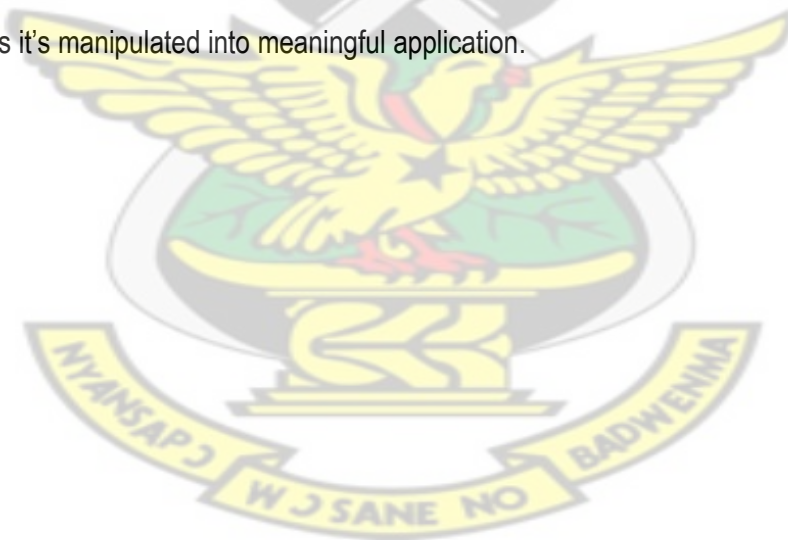 s it’s manipulated into meaningful application.
NYANSAPƆ WƆSANE NO BADWENMA